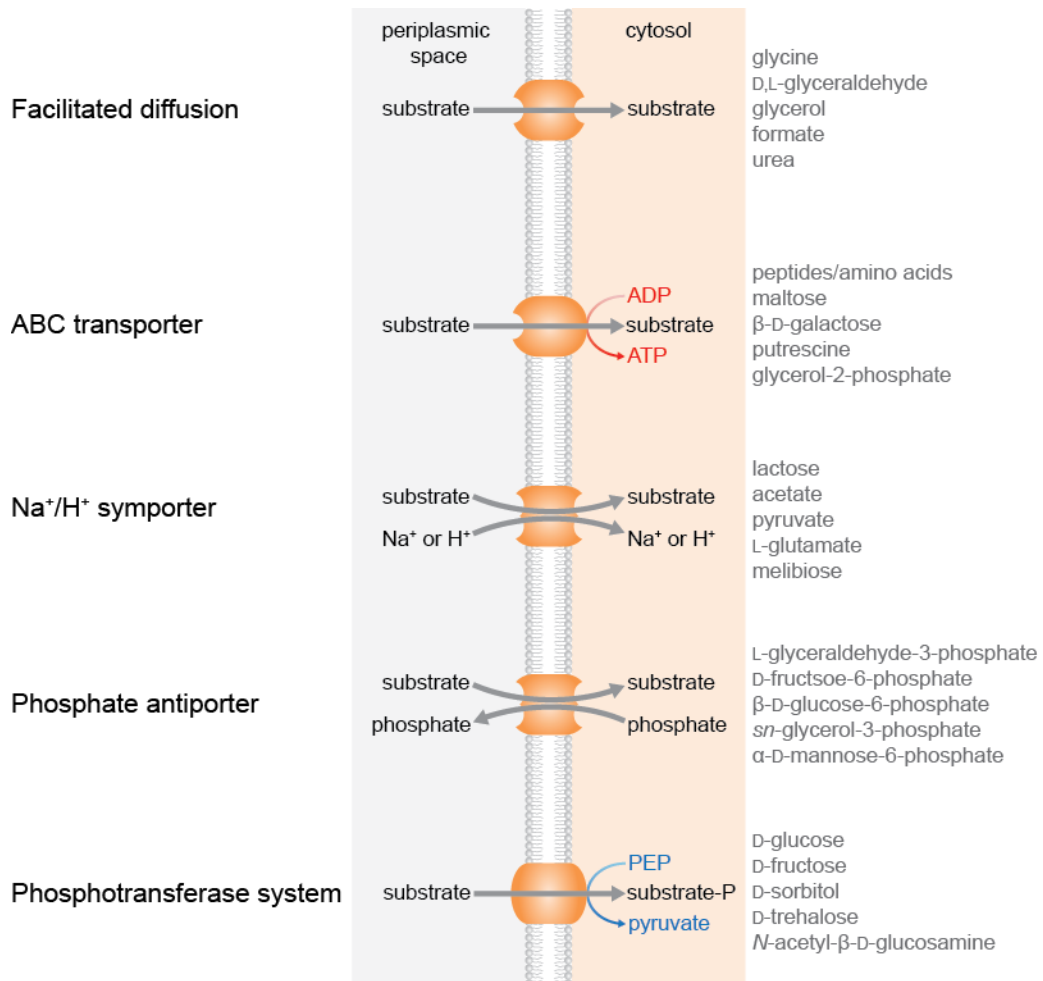 periplasmic
space
cytosol
Facilitated diffusion
substrate
substrate
glycine
D,L-glyceraldehyde
glycerol
formate
urea
ABC transporter
substrate
ADP
substrate
ATP
peptides/amino acids
maltose
β-D-galactose
putrescine
glycerol-2-phosphate
Na⁺/H⁺ symporter
substrate
Na⁺ or H⁺
substrate
Na⁺ or H⁺
lactose
acetate
pyruvate
L-glutamate
melibiose
Phosphate antiporter
substrate
phosphate
substrate
phosphate
L-glyceraldehyde-3-phosphate
D-fructsoe-6-phosphate
β-D-glucose-6-phosphate
sn-glycerol-3-phosphate
α-D-mannose-6-phosphate
Phosphotransferase system
substrate
PEP
substrate-P
pyruvate
D-glucose
D-fructose
D-sorbitol
D-trehalose
N-acetyl-β-D-glucosamine